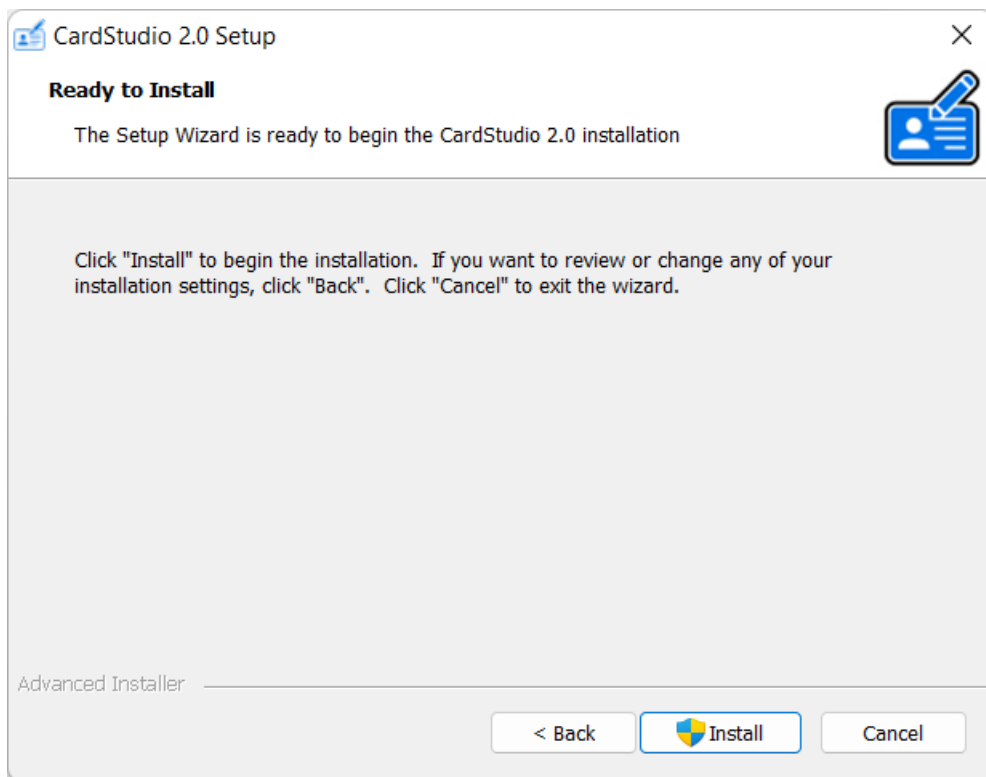 CardStudio 2.0 Setup
Ready to Install
The Setup Wizard is ready to begin the CardStudio 2.0 installation
Click "Install" to begin the installation.  If you want to review or change any of your
installation settings, click "Back".  Click "Cancel" to exit the wizard.
Advanced Installer
< Back
Install
Cancel